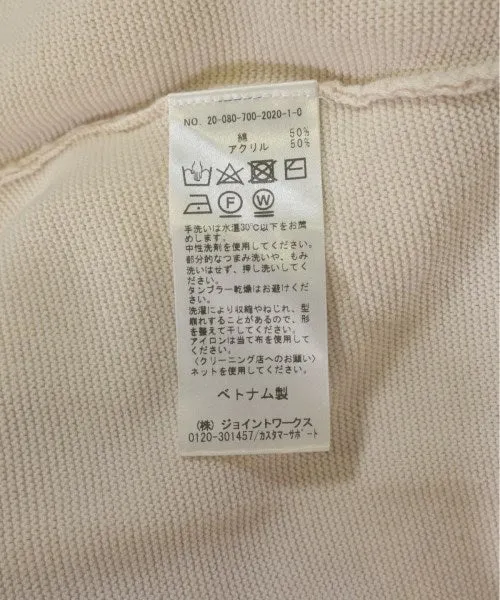 NO. 20-080-700-2020-1-0
綿 50%
アクリル 50%
F W
手洗いは水温30℃以下をお薦
めします。
中性洗剤を使用してください。
部分的なつまみ洗いや、もみ
洗いはせず、押し洗いしてく
ださい。
タンブラー乾燥はお避けくだ
さい。
洗濯により収縮やねじれ、型
崩れすることがあるので、形
を整えて干してください。
アイロンは当て布を使用して
ください。
〈クリーニング店へのお願い〉
ネットを使用してください。
ベトナム製
(株) ジョイントワークス
0120-301457/カスタマーサポート